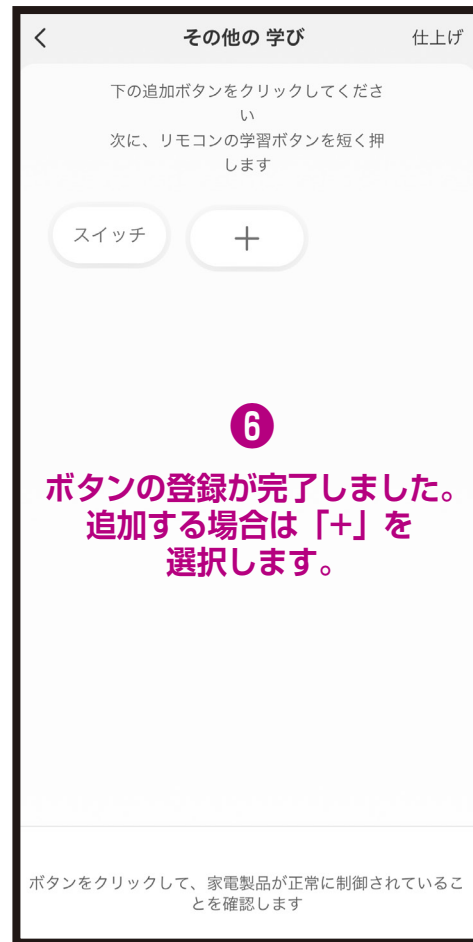 その他の 学び
仕上げ
下の追加ボタンをクリックしてくださ
い
次に、リモコンの学習ボタンを短く押
します
スイッチ
+
❻
ボタンの登録が完了しました。
追加する場合は「+」を
選択します。
ボタンをクリックして、家電製品が正常に制御されているこ
とを確認します